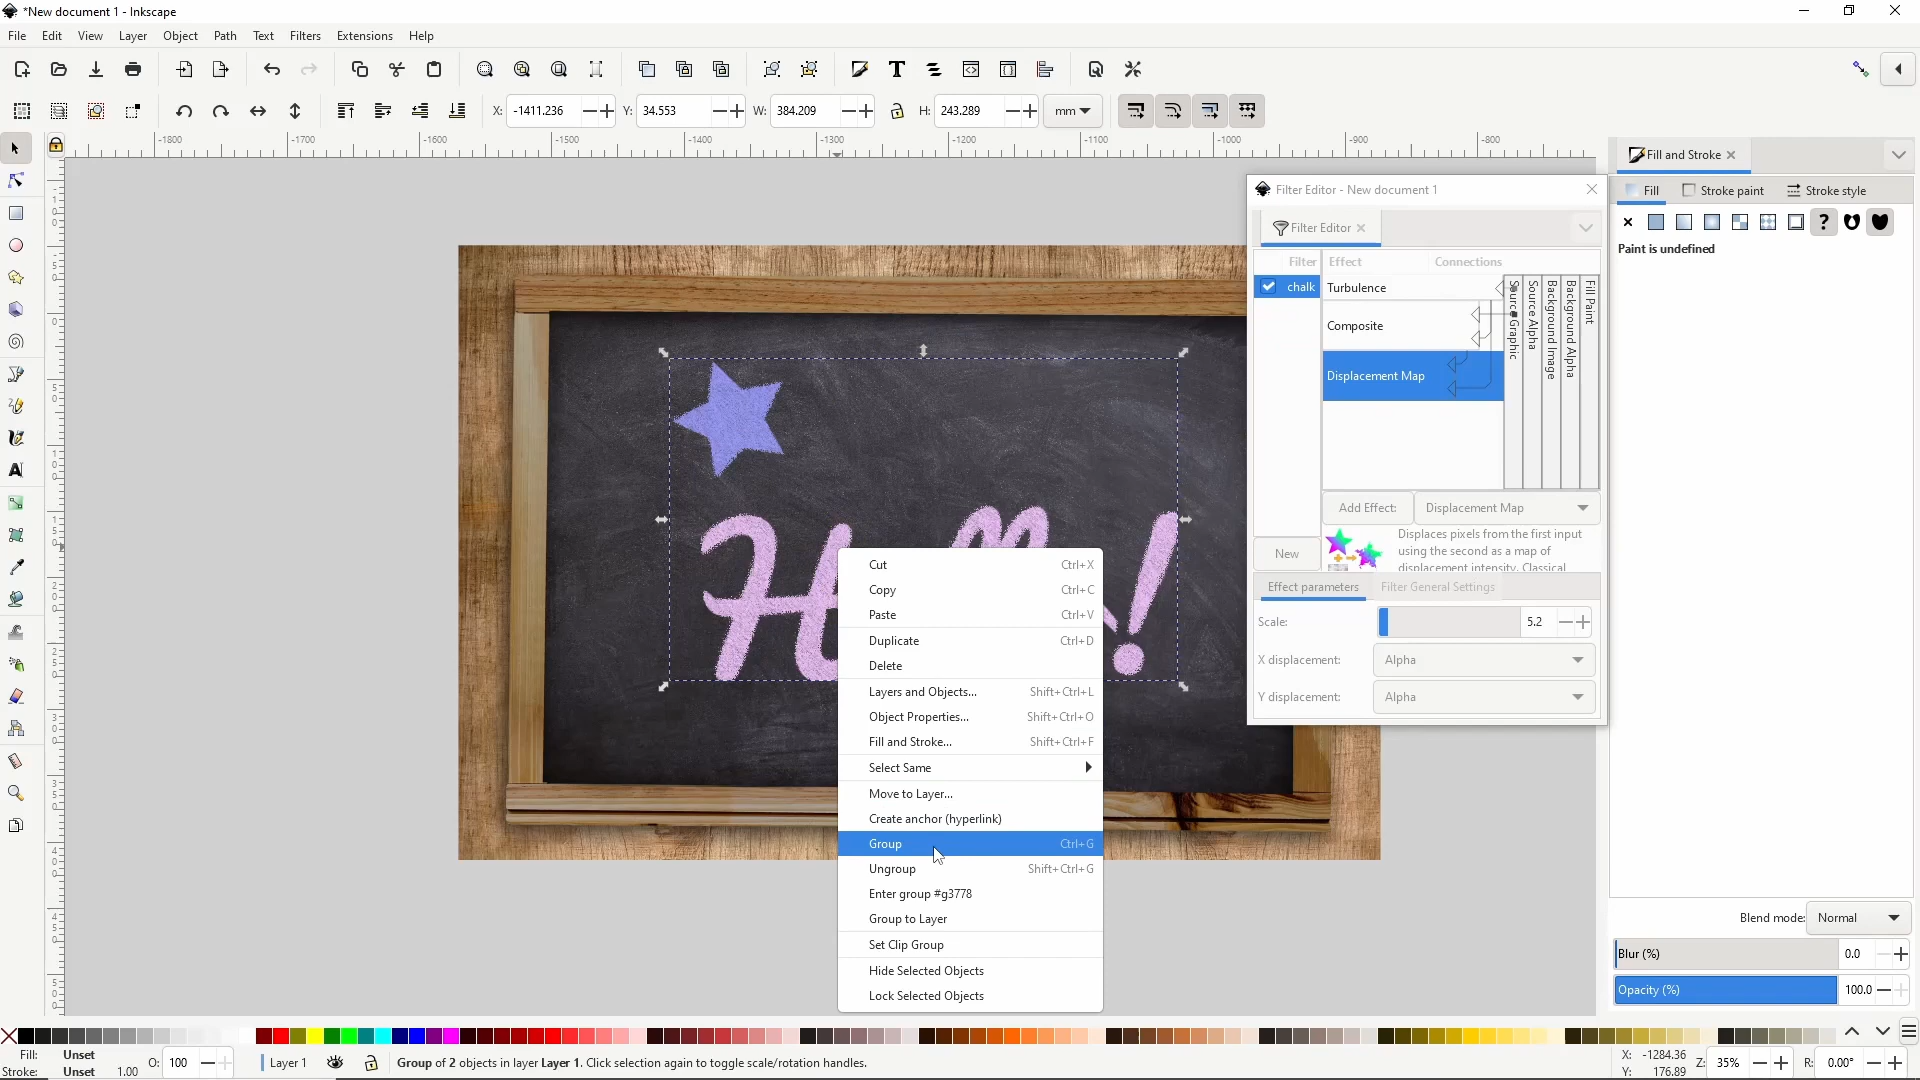 *New document 1 - Inkscape
File Edit View Layer Object Path Text Filters Extensions Help
X: -1411.236 Y: 34.553 W: 384.209 H: 243.289 mm
-1800 -1700 -1600 -1500 -1400 -1300 -1200 -1100 -1000 -900 -800
Fill and Stroke
Fill Stroke paint Stroke style
Paint is undefined
Filter Editor - New document 1
Filter Editor
Filter Effect Connections
chalk Turbulence
Composite
Displacement Map
Source Graphic
Source Alpha
Background Image
Background Alpha
Fill Paint
Add Effect: Displacement Map
New
Displaces pixels from the first input
using the second as a map of
displacement intensity. Classical
Effect parameters Filter General Settings
Scale: 5.2
X displacement: Alpha
Y displacement: Alpha
Cut Ctrl+X
Copy Ctrl+C
Paste Ctrl+V
Duplicate Ctrl+D
Delete
Layers and Objects... Shift+Ctrl+L
Object Properties... Shift+Ctrl+O
Fill and Stroke... Shift+Ctrl+F
Select Same
Move to Layer...
Create anchor (hyperlink)
Group Ctrl+G
Ungroup Shift+Ctrl+G
Enter group #g3778
Group to Layer
Set Clip Group
Hide Selected Objects
Lock Selected Objects
Blend mode: Normal
Blur (%) 0.0
Opacity (%) 100.0
Fill: Unset
Stroke: Unset 1.00 O: 100 Layer 1 Group of 2 objects in layer Layer 1. Click selection again to toggle scale/rotation handles.
X: -1284.36
Y: 176.89
Z: 35% R: 0.00°